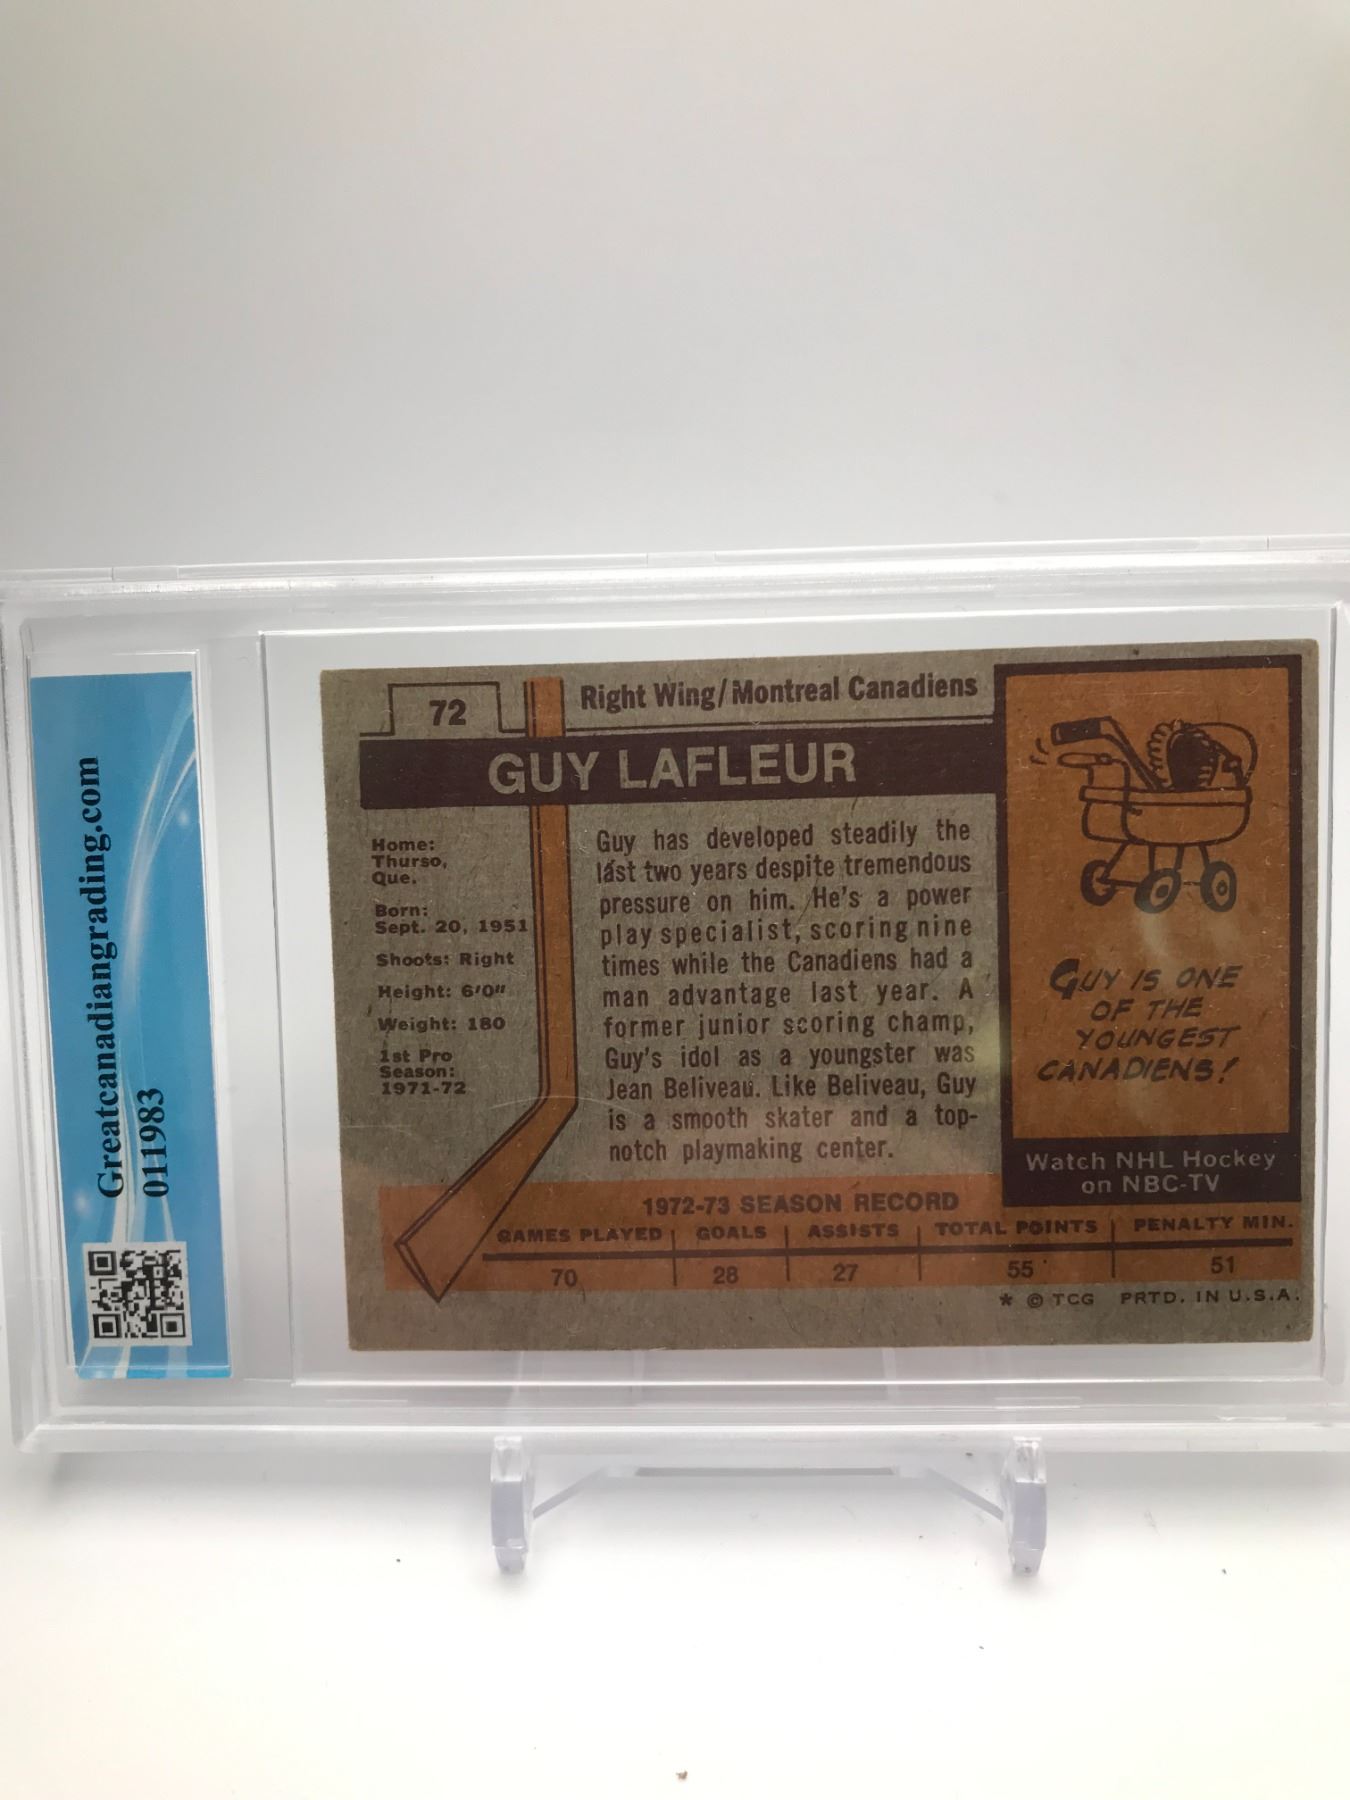 Greatcanadiangrading.com
011983
72
Right Wing/Montreal Canadiens
GUY LAFLEUR
Home:
Thurso,
Que.
Born:
Sept. 20, 1951
Shoots: Right
Height: 6'0"
Weight: 180
1st Pro
Season:
1971-72
Guy has developed steadily the
last two years despite tremendous
pressure on him. He's a power
play specialist, scoring nine
times while the Canadiens had a
man advantage last year. A
former junior scoring champ,
Guy's idol as a youngster was
Jean Beliveau. Like Beliveau, Guy
is a smooth skater and a top-
notch playmaking center.
GUY IS ONE
OF THE
YOUNGEST
CANADIENS!
Watch NHL Hockey
on NBC-TV
1972-73 SEASON RECORD
GAMES PLAYED GOALS ASSISTS TOTAL POINTS PENALTY MIN.
70 28 27 55 51
* © TCG PRTD. IN U.S.A.